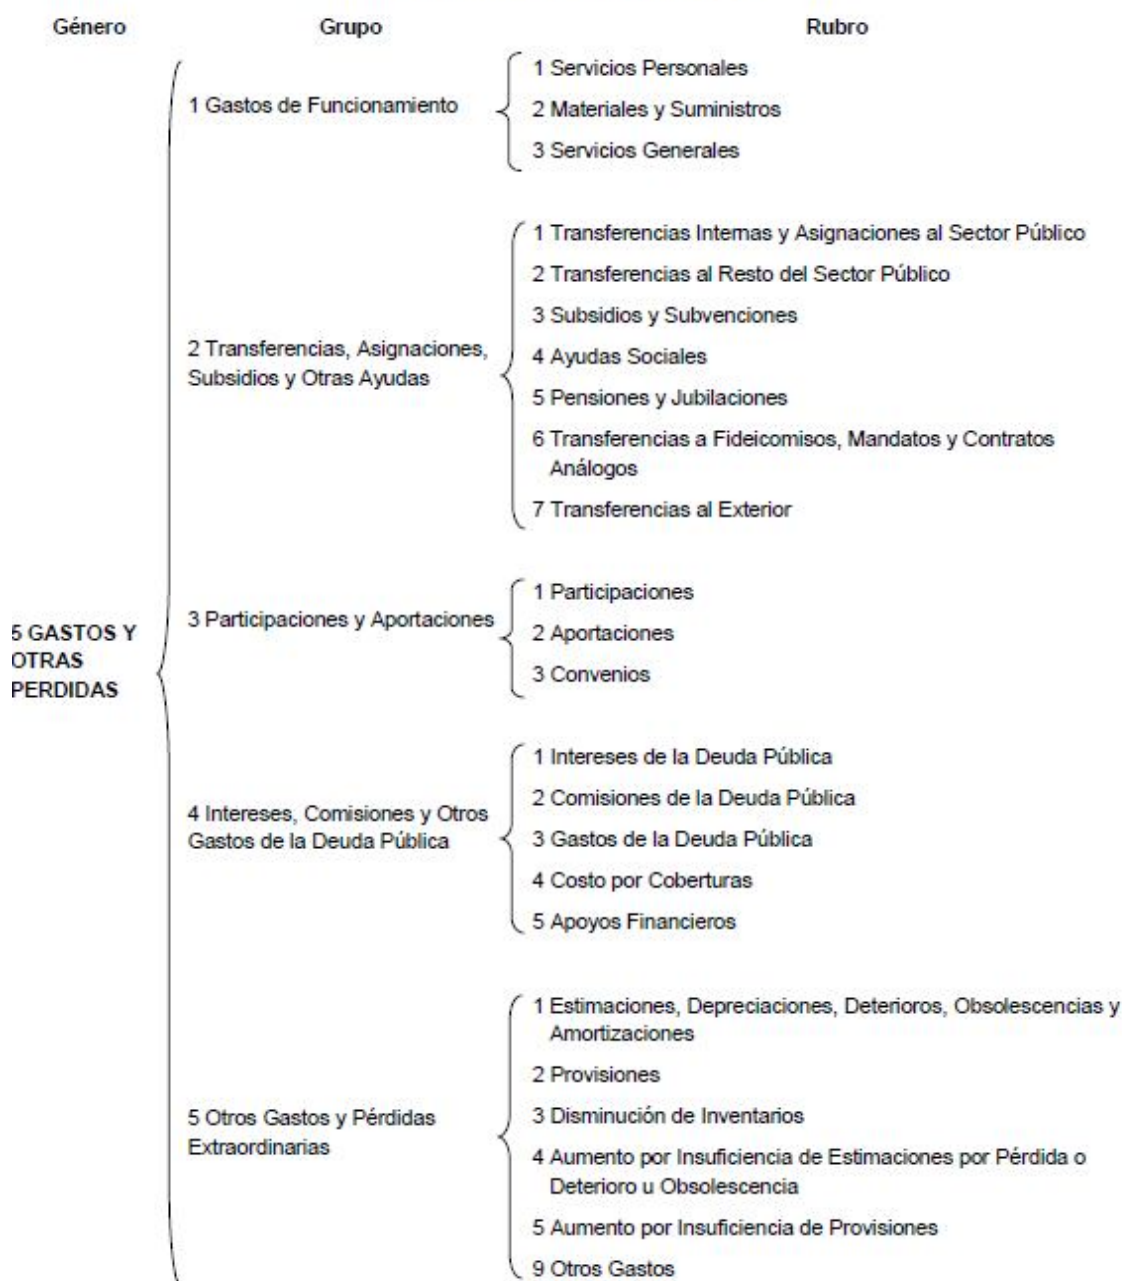 Género Grupo Rubro
1 Gastos de Funcionamiento
1 Servicios Personales
2 Materiales y Suministros
3 Servicios Generales
2 Transferencias, Asignaciones,
Subsidios y Otras Ayudas
1 Transferencias Internas y Asignaciones al Sector Público
2 Transferencias al Resto del Sector Público
3 Subsidios y Subvenciones
4 Ayudas Sociales
5 Pensiones y Jubilaciones
6 Transferencias a Fideicomisos, Mandatos y Contratos
Análogos
7 Transferencias al Exterior
5 GASTOS Y
OTRAS
PERDIDAS
3 Participaciones y Aportaciones
1 Participaciones
2 Aportaciones
3 Convenios
4 Intereses, Comisiones y Otros
Gastos de la Deuda Pública
1 Intereses de la Deuda Pública
2 Comisiones de la Deuda Pública
3 Gastos de la Deuda Pública
4 Costo por Coberturas
5 Apoyos Financieros
5 Otros Gastos y Pérdidas
Extraordinarias
1 Estimaciones, Depreciaciones, Deterioros, Obsolescencias y
Amortizaciones
2 Provisiones
3 Disminución de Inventarios
4 Aumento por Insuficiencia de Estimaciones por Pérdida o
Deterioro u Obsolescencia
5 Aumento por Insuficiencia de Provisiones
9 Otros Gastos